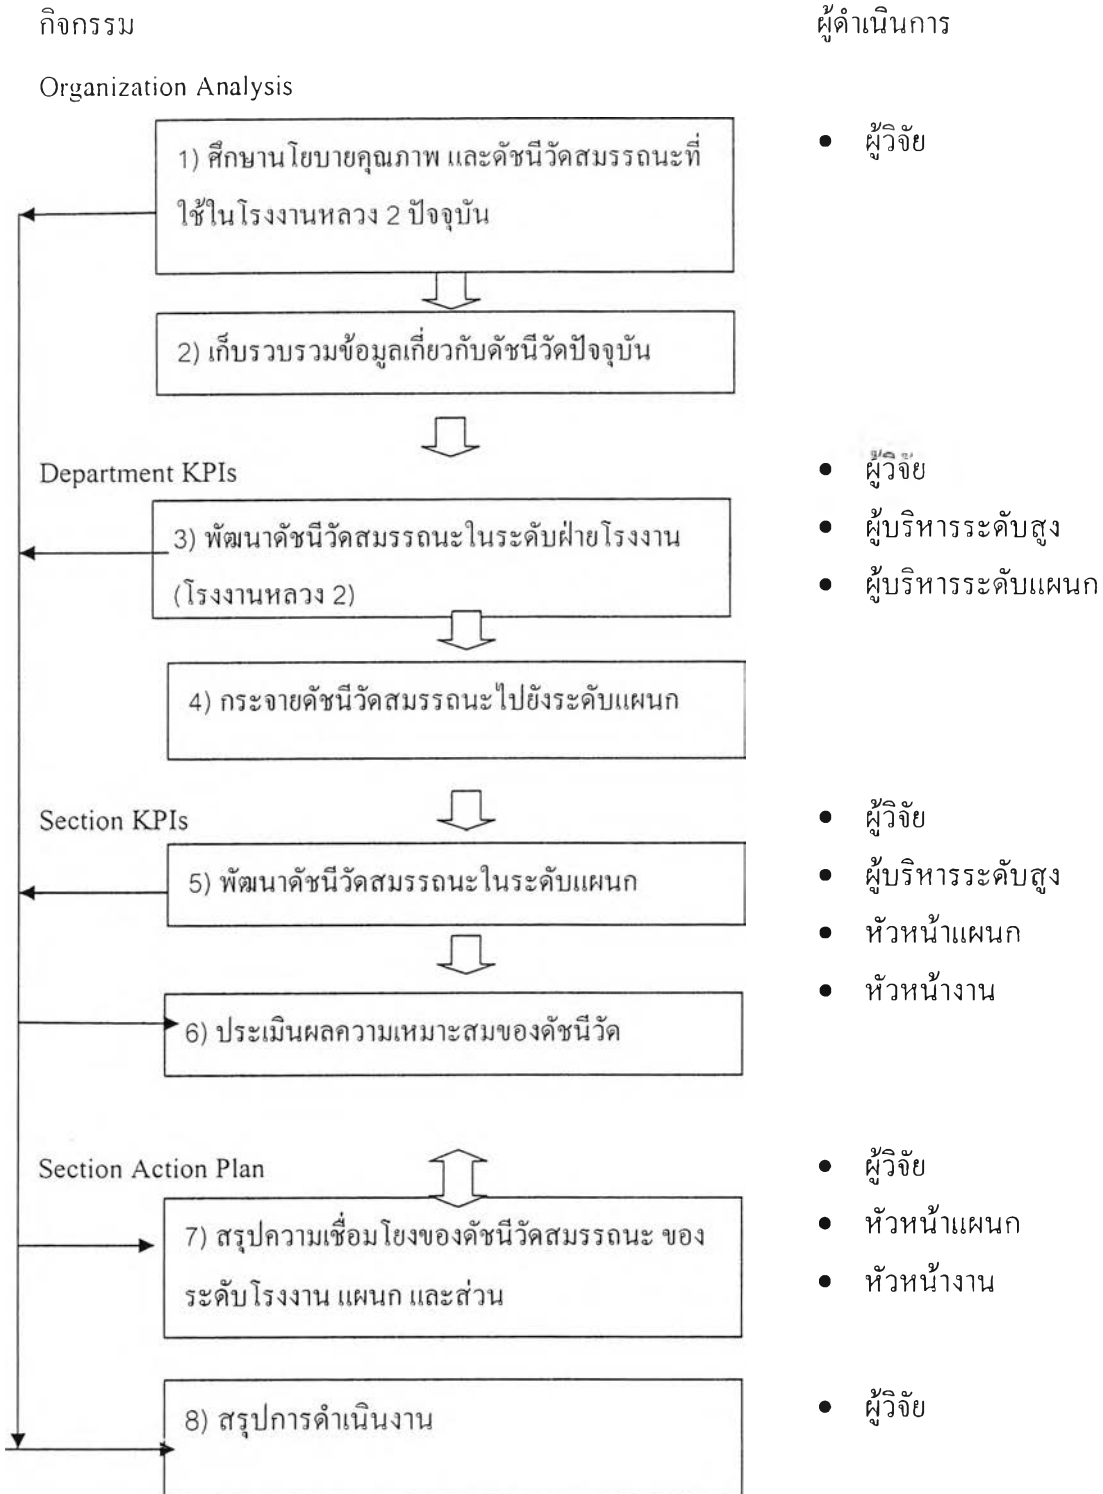 กิจกรรม
ผู้ดำเนินการ
Organization Analysis
1) ศึกษานโยบายคุณภาพ และดัชนีวัดสมรรถนะที่
ใช้ในโรงงานหลวง 2 ปัจจุบัน
• ผู้วิจัย
2) เก็บรวบรวมข้อมูลเกี่ยวกับดัชนีวัดปัจจุบัน
Department KPIs
3) พัฒนาดัชนีวัดสมรรถนะในระดับฝ่ายโรงงาน
(โรงงานหลวง 2)
• ผู้วิจัย
• ผู้บริหารระดับสูง
• ผู้บริหารระดับแผนก
4) กระจายดัชนีวัดสมรรถนะไปยังระดับแผนก
Section KPIs
5) พัฒนาดัชนีวัดสมรรถนะในระดับแผนก
• ผู้วิจัย
• ผู้บริหารระดับสูง
• หัวหน้าแผนก
• หัวหน้างาน
6) ประเมินผลความเหมาะสมของดัชนีวัด
Section Action Plan
7) สรุปความเชื่อมโยงของดัชนีวัดสมรรถนะ ของ
ระดับโรงงาน แผนก และส่วน
• ผู้วิจัย
• หัวหน้าแผนก
• หัวหน้างาน
8) สรุปการดำเนินงาน
• ผู้วิจัย